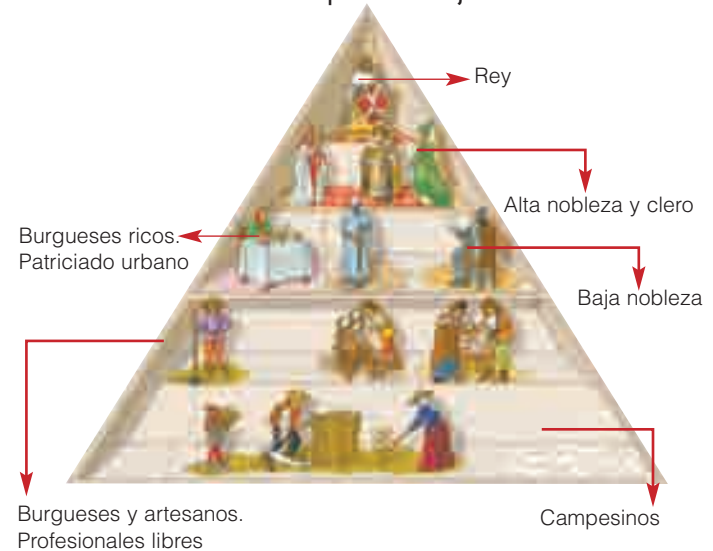 Rey
Alta nobleza y clero
Burgueses ricos.
Patriciado urbano
Baja nobleza
Burgueses y artesanos.
Profesionales libres
Campesinos